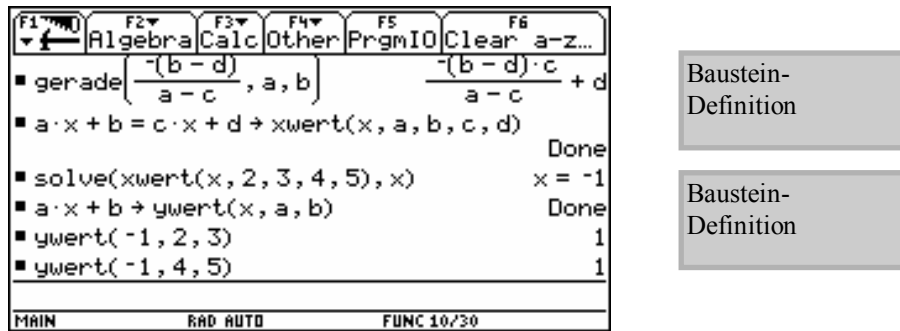 F1 F2▼ F3▼ F4▼ F5 F6
Algebra Calc Other PrgmIO Clear a-z…
▪ gerade(⁻(b − d)/(a − c), a, b) ⁻(b − d)·c/(a − c) + d
▪ a·x + b = c·x + d → xwert(x, a, b, c, d)
Done
▪ solve(xwert(x, 2, 3, 4, 5), x) x = ⁻1
▪ a·x + b → ywert(x, a, b) Done
▪ ywert(⁻1, 2, 3) 1
▪ ywert(⁻1, 4, 5) 1
MAIN RAD AUTO FUNC 10/30
Baustein-
Definition
Baustein-
Definition